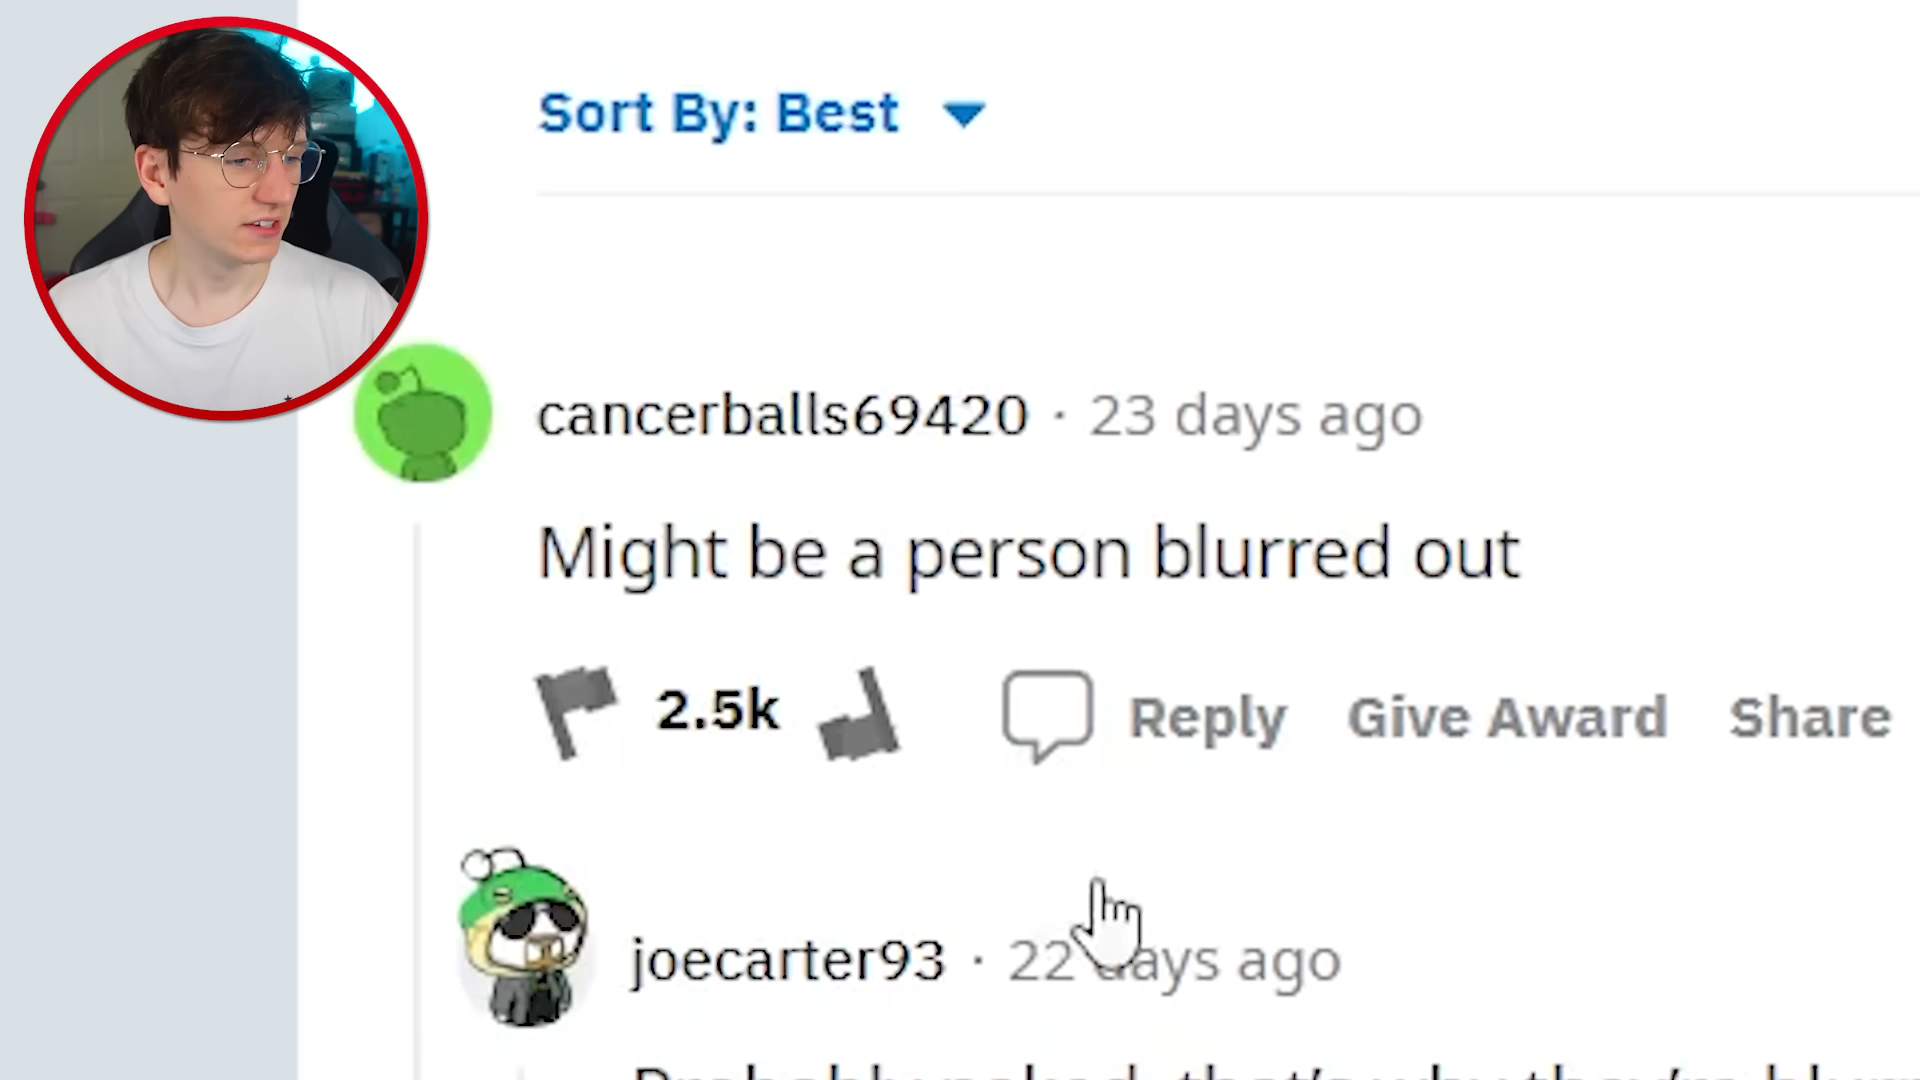 Sort By: Best
cancerballs69420 · 23 days ago
Might be a person blurred out
2.5k Reply Give Award Share
joecarter93 · 22 days ago